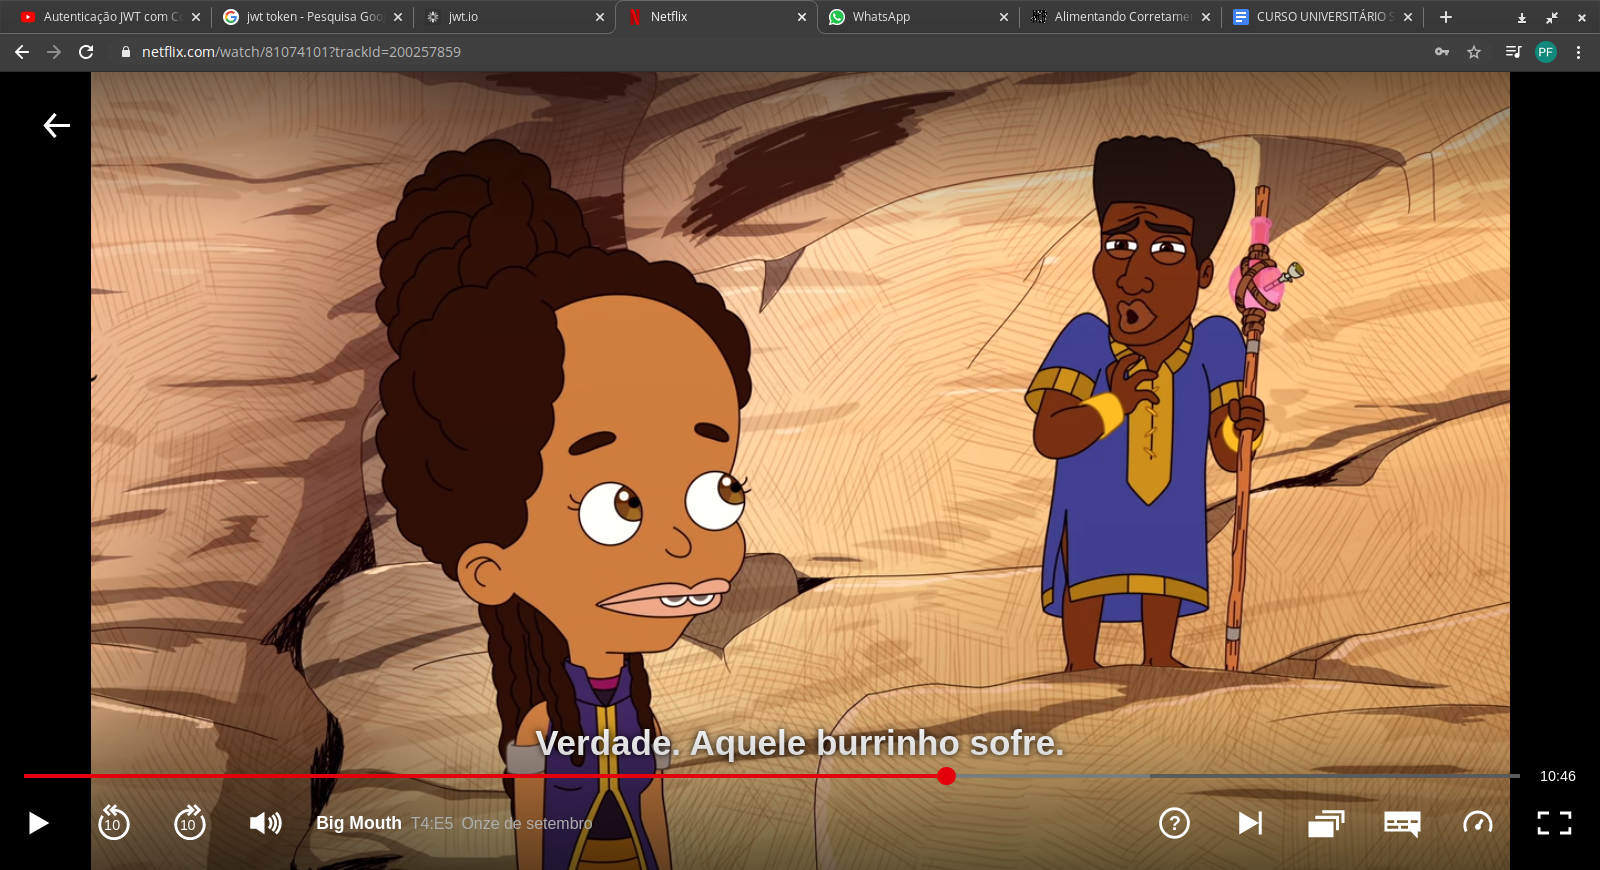 Autenticação JWT com C
jwt token - Pesquisa Goo
jwt.io
Netflix
WhatsApp
Alimentando Corretame
CURSO UNIVERSITÁRIO S
netflix.com/watch/81074101?trackId=200257859
PF
Verdade. Aquele burrinho sofre.
10:46
10
10
Big Mouth T4:E5 Onze de setembro
?